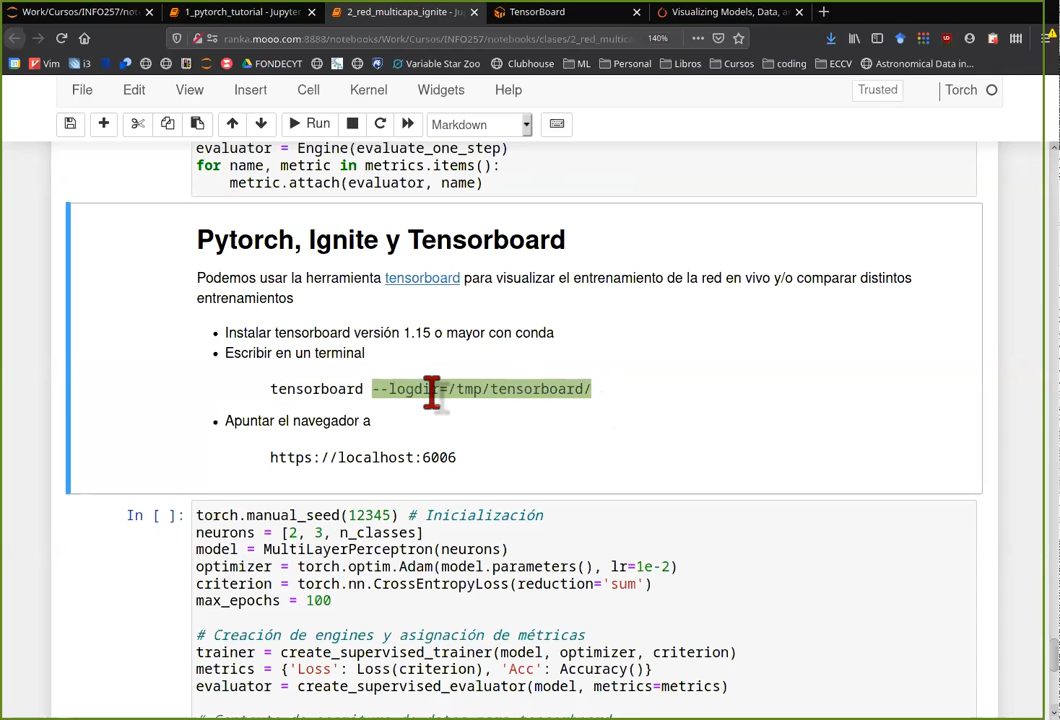 Work/Cursos/INFO257/note
1_pytorch_tutorial - Jupyter
2_red_multicapa_ignite - Ju
TensorBoard
Visualizing Models, Data, a
ranka.mooo.com:8888/notebooks/Work/Cursos/INFO257/notebooks/clases/2_red_multic
140%
Vim
i3
FONDECYT
Variable Star Zoo
Clubhouse
ML
Personal
Libros
Cursos
coding
ECCV
Astronomical Data in...
File Edit View Insert Cell Kernel Widgets Help
Trusted
Torch
Run
Markdown
evaluator = Engine(evaluate_one_step)
for name, metric in metrics.items():
    metric.attach(evaluator, name)
Pytorch, Ignite y Tensorboard
Podemos usar la herramienta tensorboard para visualizar el entrenamiento de la red en vivo y/o comparar distintos
entrenamientos
• Instalar tensorboard versión 1.15 o mayor con conda
• Escribir en un terminal
tensorboard --logdir=/tmp/tensorboard/
• Apuntar el navegador a
https://localhost:6006
In [ ]:
torch.manual_seed(12345) # Inicialización
neurons = [2, 3, n_classes]
model = MultiLayerPerceptron(neurons)
optimizer = torch.optim.Adam(model.parameters(), lr=1e-2)
criterion = torch.nn.CrossEntropyLoss(reduction='sum')
max_epochs = 100
# Creación de engines y asignación de métricas
trainer = create_supervised_trainer(model, optimizer, criterion)
metrics = {'Loss': Loss(criterion), 'Acc': Accuracy()}
evaluator = create_supervised_evaluator(model, metrics=metrics)